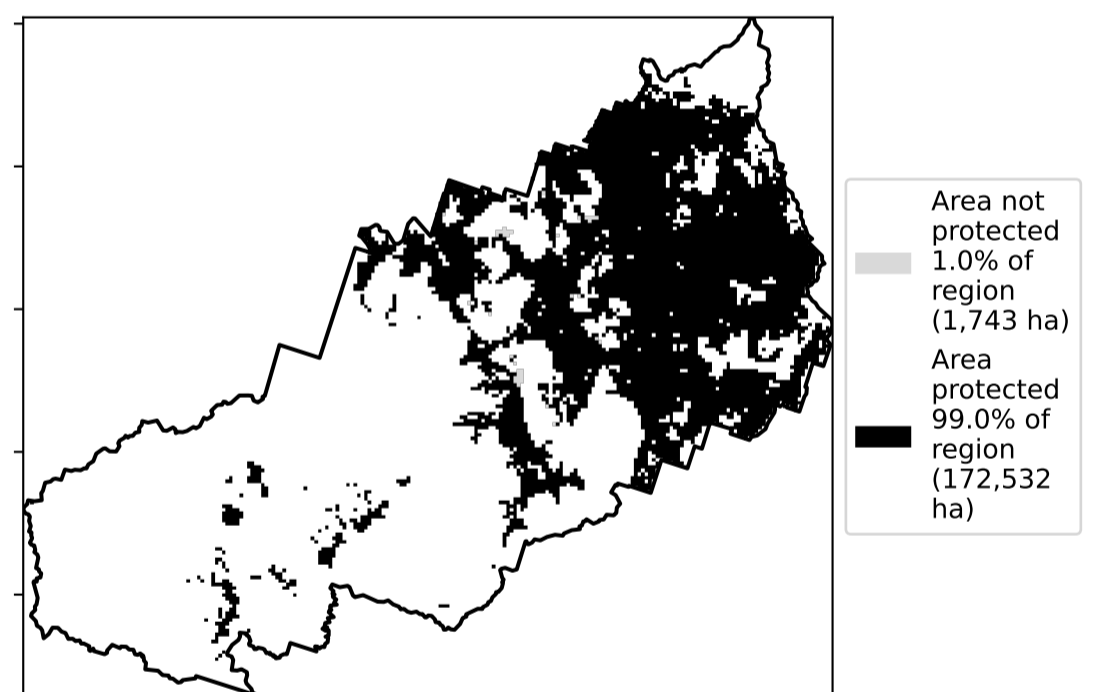 Area not
protected
1.0% of
region
(1,743 ha)
Area
protected
99.0% of
region
(172,532
ha)